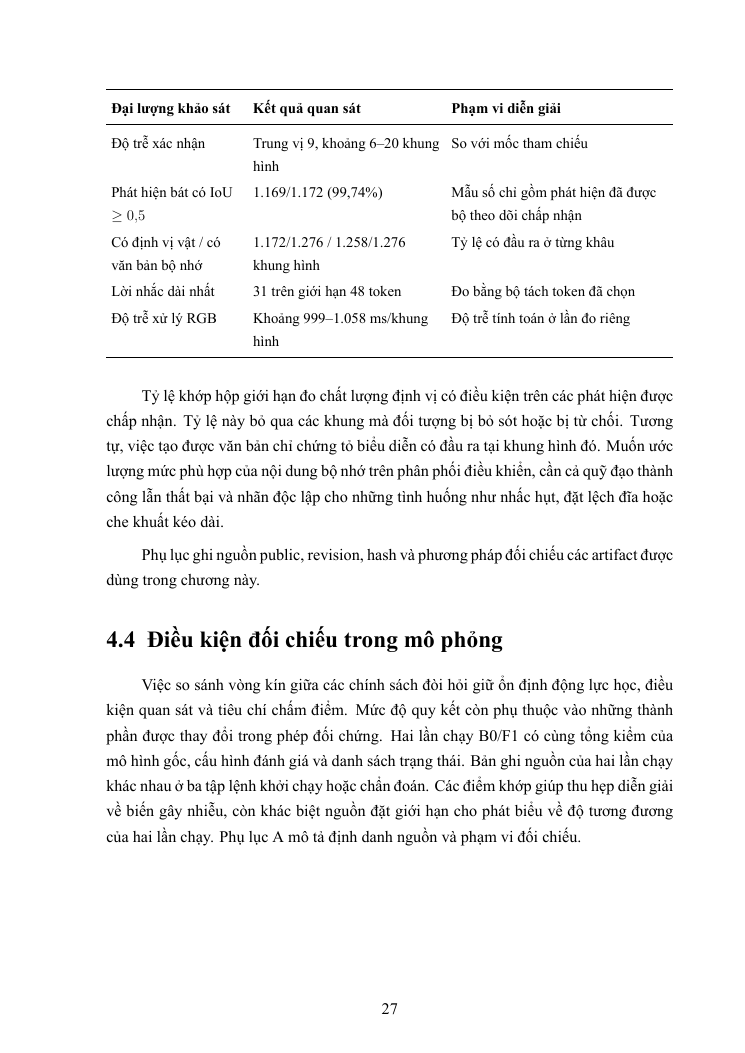 Đại lượng khảo sát Kết quả quan sát Phạm vi diễn giải
Độ trễ xác nhận Trung vị 9, khoảng 6–20 khung So với mốc tham chiếu
hình
Phát hiện bát có IoU 1.169/1.172 (99,74%) Mẫu số chỉ gồm phát hiện đã được
≥ 0,5 bộ theo dõi chấp nhận
Có định vị vật / có 1.172/1.276 / 1.258/1.276 Tỷ lệ có đầu ra ở từng khâu
văn bản bộ nhớ khung hình
Lời nhắc dài nhất 31 trên giới hạn 48 token Đo bằng bộ tách token đã chọn
Độ trễ xử lý RGB Khoảng 999–1.058 ms/khung Độ trễ tính toán ở lần đo riêng
hình
Tỷ lệ khớp hộp giới hạn đo chất lượng định vị có điều kiện trên các phát hiện được
chấp nhận. Tỷ lệ này bỏ qua các khung mà đối tượng bị bỏ sót hoặc bị từ chối. Tương
tự, việc tạo được văn bản chỉ chứng tỏ biểu diễn có đầu ra tại khung hình đó. Muốn ước
lượng mức phù hợp của nội dung bộ nhớ trên phân phối điều khiển, cần cả quỹ đạo thành
công lẫn thất bại và nhãn độc lập cho những tình huống như nhấc hụt, đặt lệch đĩa hoặc
che khuất kéo dài.
Phụ lục ghi nguồn public, revision, hash và phương pháp đối chiếu các artifact được
dùng trong chương này.
4.4 Điều kiện đối chiếu trong mô phỏng
Việc so sánh vòng kín giữa các chính sách đòi hỏi giữ ổn định động lực học, điều
kiện quan sát và tiêu chí chấm điểm. Mức độ quy kết còn phụ thuộc vào những thành
phần được thay đổi trong phép đối chứng. Hai lần chạy B0/F1 có cùng tổng kiểm của
mô hình gốc, cấu hình đánh giá và danh sách trạng thái. Bản ghi nguồn của hai lần chạy
khác nhau ở ba tập lệnh khởi chạy hoặc chẩn đoán. Các điểm khớp giúp thu hẹp diễn giải
về biến gây nhiễu, còn khác biệt nguồn đặt giới hạn cho phát biểu về độ tương đương
của hai lần chạy. Phụ lục A mô tả định danh nguồn và phạm vi đối chiếu.
27